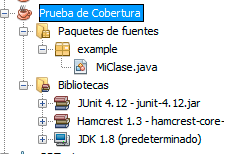 Prueba de Cobertura
Paquetes de fuentes
example
MiClase.java
Bibliotecas
JUnit 4.12 - junit-4.12.jar
Hamcrest 1.3 - hamcrest-core-
JDK 1.8 (predeterminado)